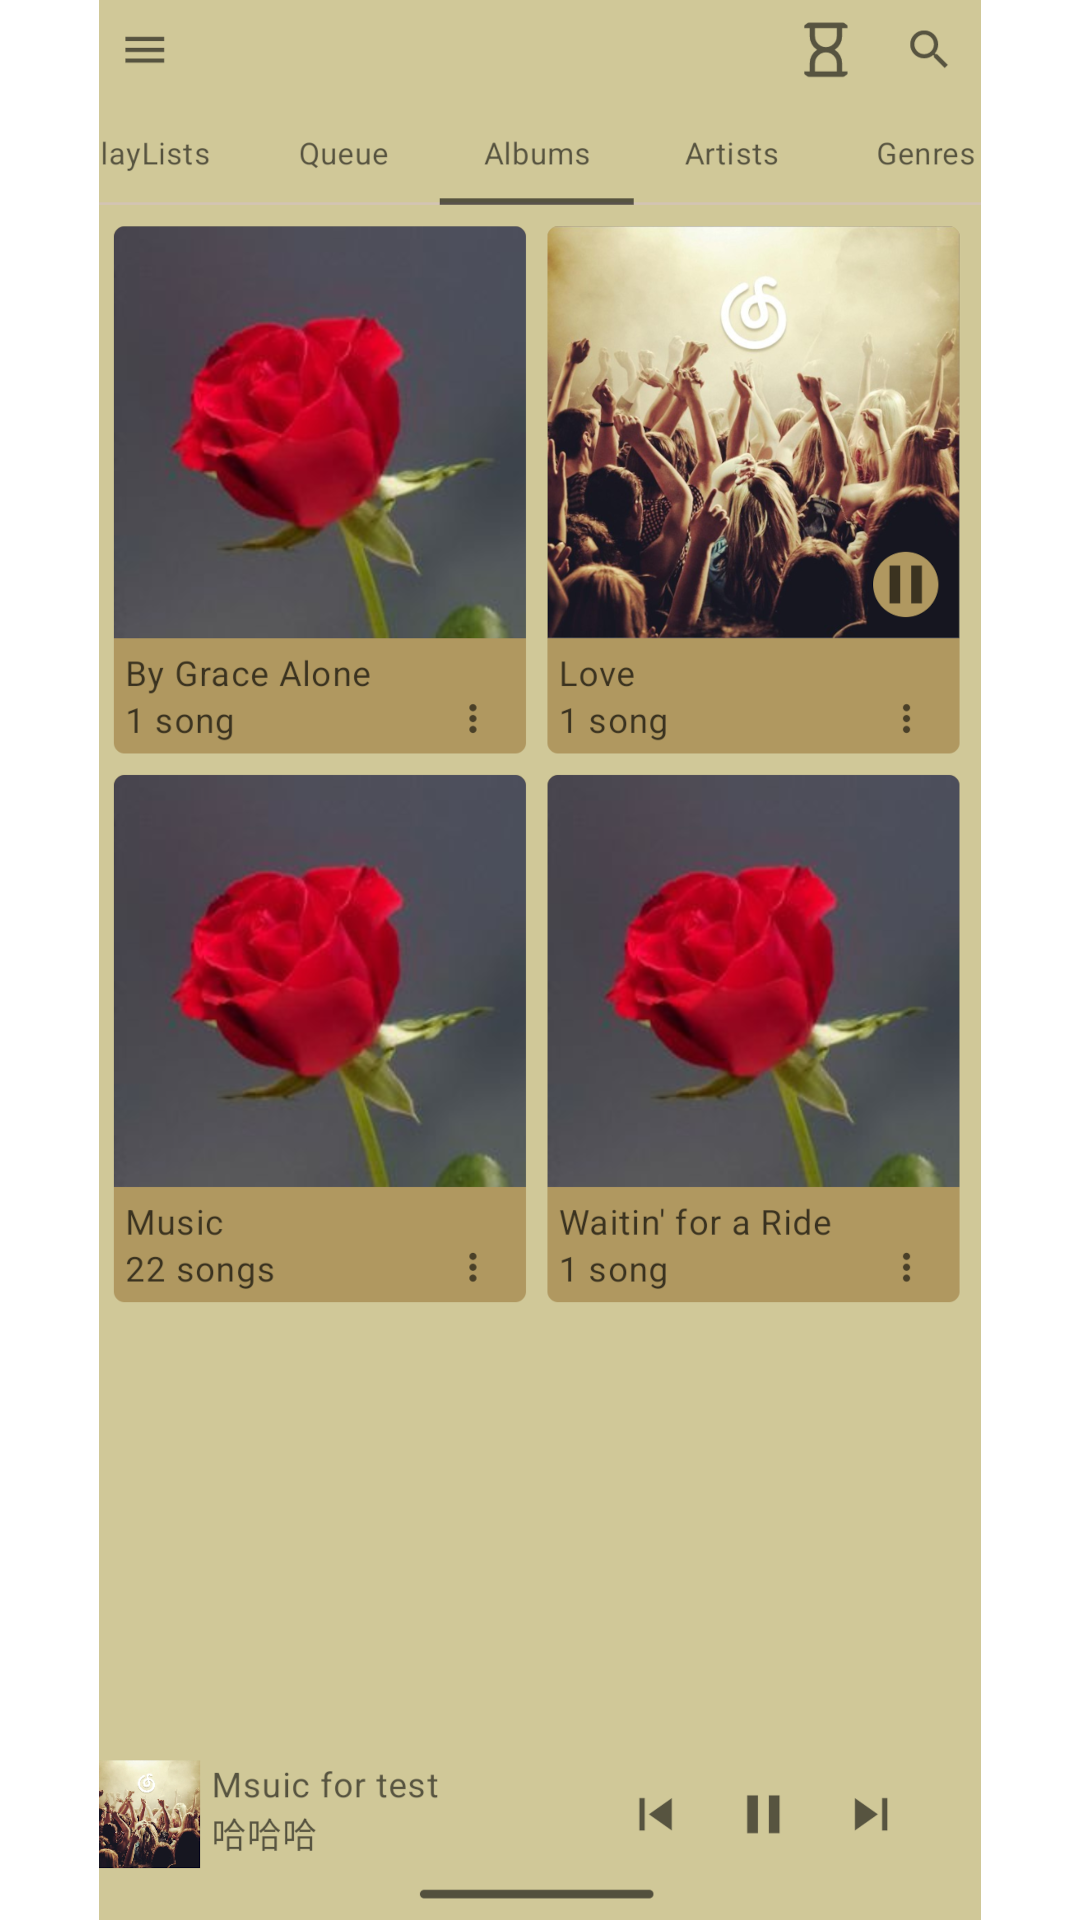 layLists
Queue
Albums
Artists
Genres
By Grace Alone
1 song
Love
1 song
Music
22 songs
Waitin' for a Ride
1 song
Msuic for test
哈哈哈